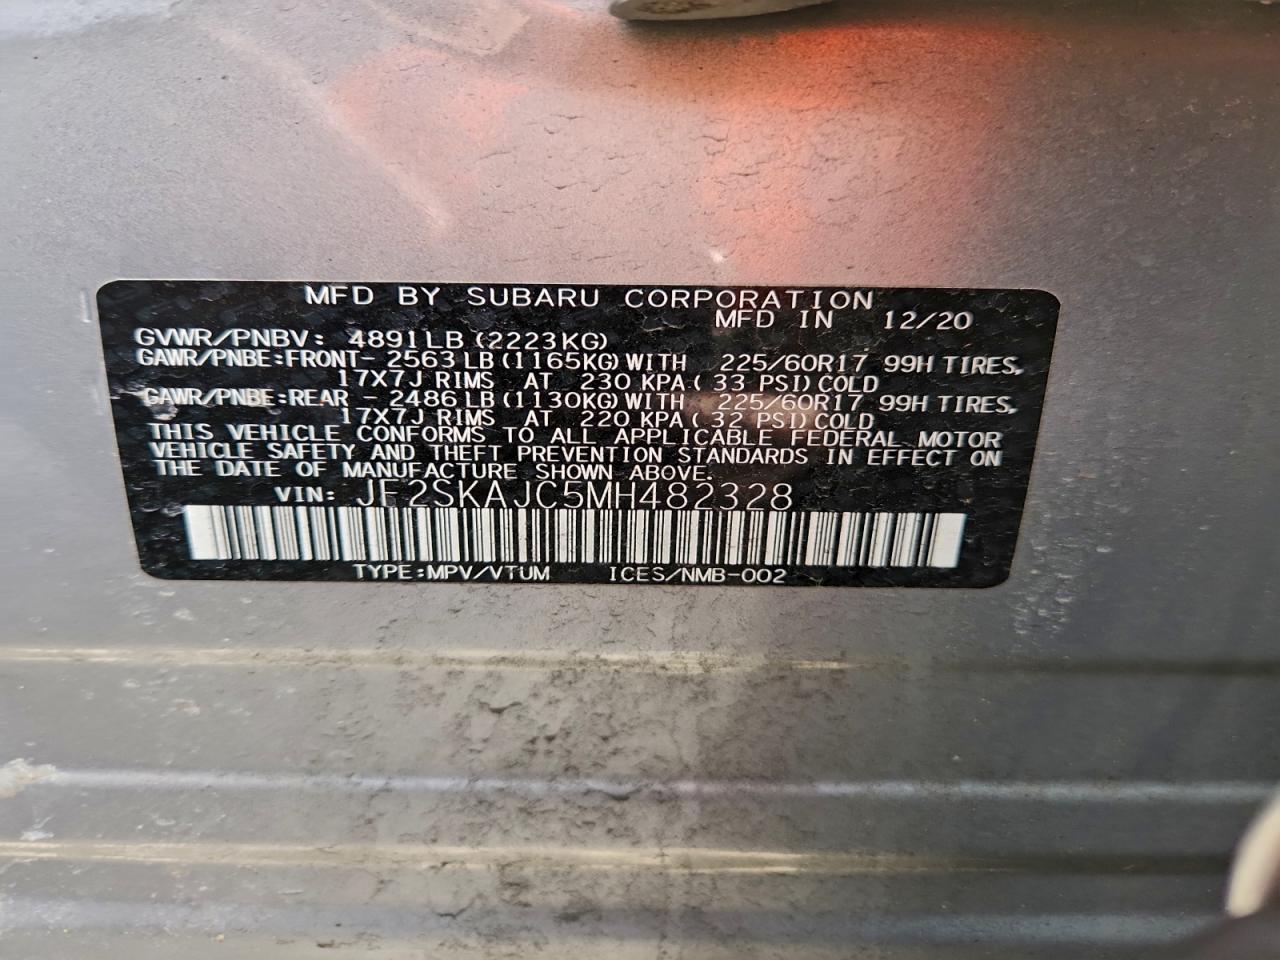 MFD BY SUBARU CORPORATION
MFD IN 12/20
GVWR/PNBV: 4891LB(2223KG)
GAWR/PNBE:FRONT- 2563LB(1165KG)WITH 225/60R17 99H TIRES,
17X7J RIMS AT 230 KPA( 33 PSI)COLD
GAWR/PNBE:REAR - 2486LB(1130KG)WITH 225/60R17 99H TIRES,
17X7J RIMS AT 220 KPA( 32 PSI)COLD
THIS VEHICLE CONFORMS TO ALL APPLICABLE FEDERAL MOTOR
VEHICLE SAFETY AND THEFT PREVENTION STANDARDS IN EFFECT ON
THE DATE OF MANUFACTURE SHOWN ABOVE.
VIN: JF2SKAJC5MH482328
TYPE:MPV/VTUM ICES/NMB-002